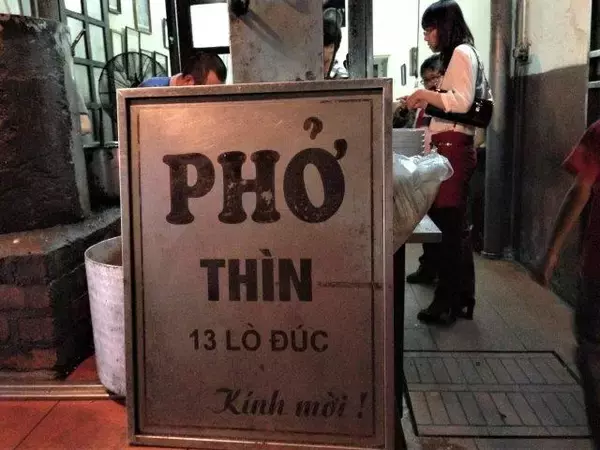 PHỞ
THÌN
13 LÒ ĐÚC
Kính mời !